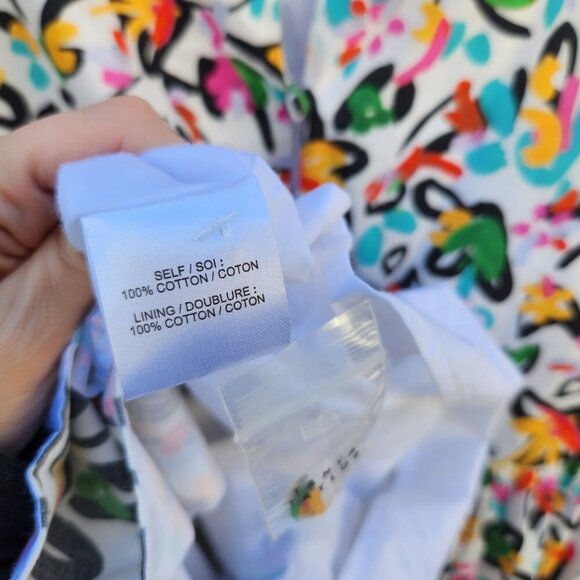 SELF / SOI :
100% COTTON / COTON
LINING / DOUBLURE :
100% COTTON / COTON